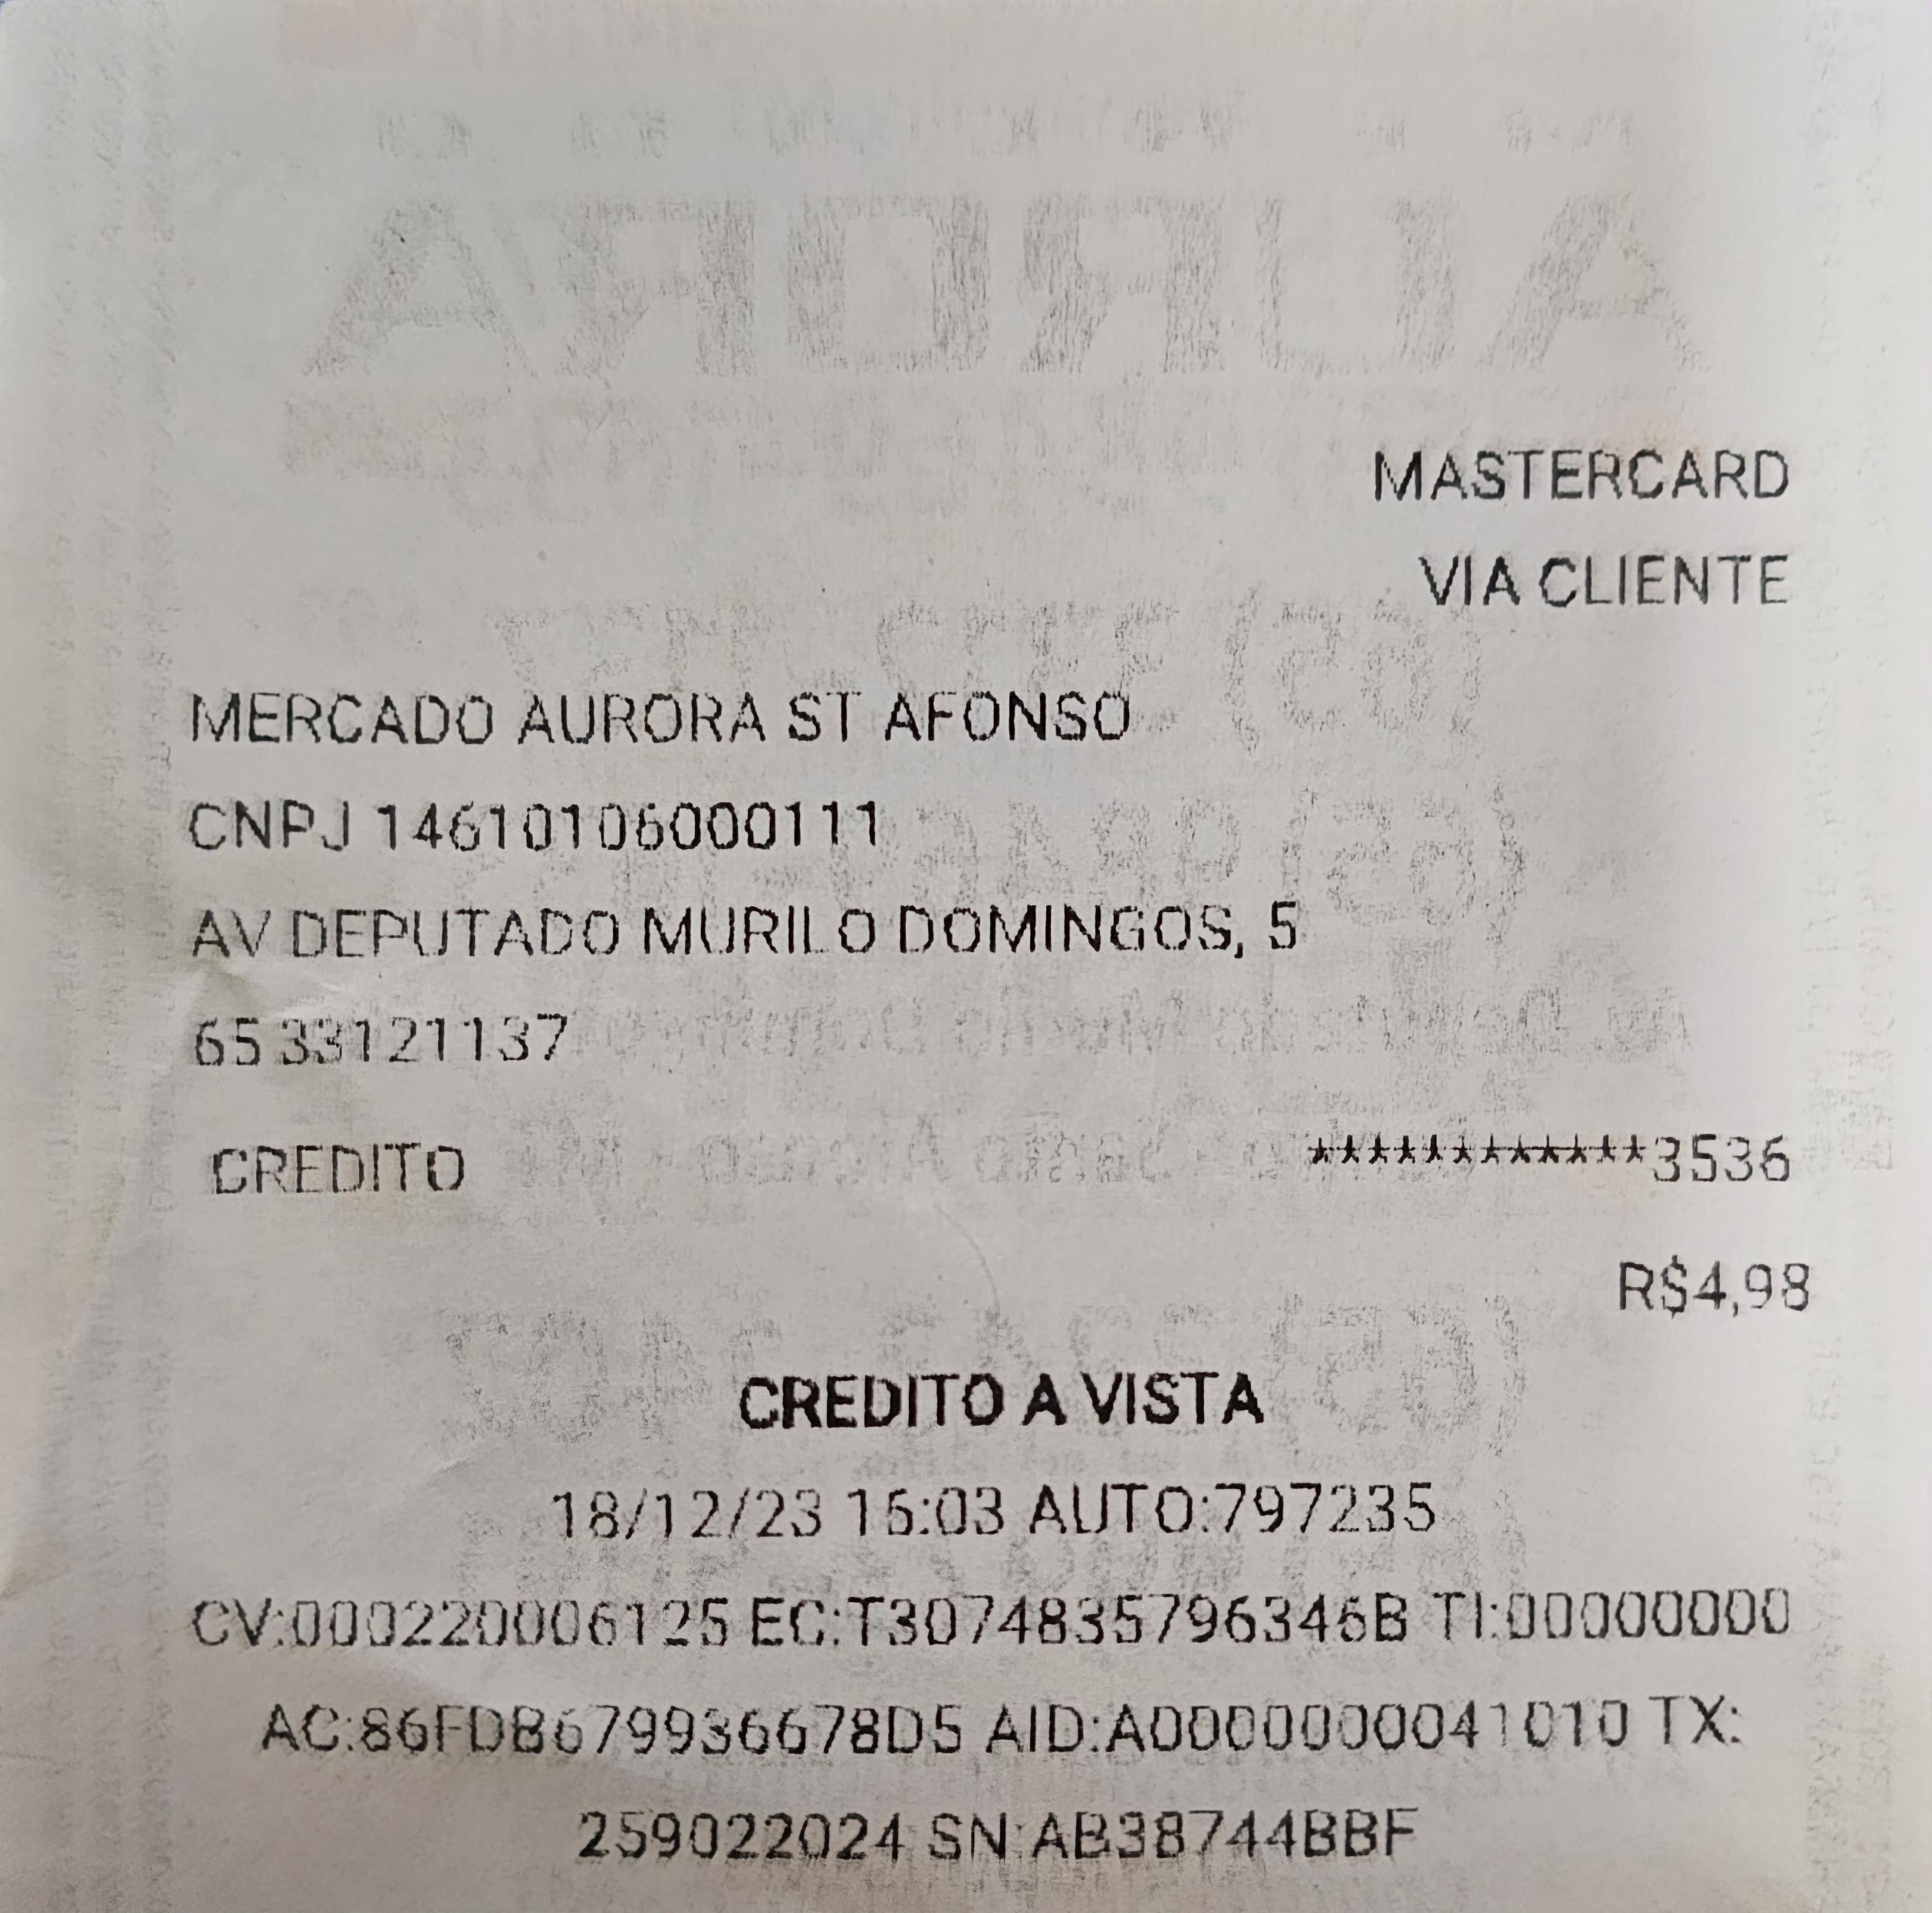 MASTERCARD
VIA CLIENTE
MERCADO AURORA ST AFONSO
CNPJ 14610106000111
AV DEPUTADO MURILO DOMINGOS, 5
65 33121137
CREDITO ************3536
R$4,98
CREDITO A VISTA
18/12/23 15:03 AUTO:797235
CV:000220006125 EC:T3074835796346B TI:00000000
AC:86FDB679936678D5 AID:A0000000041010 TX:
259022024 SN:AB38744BBF